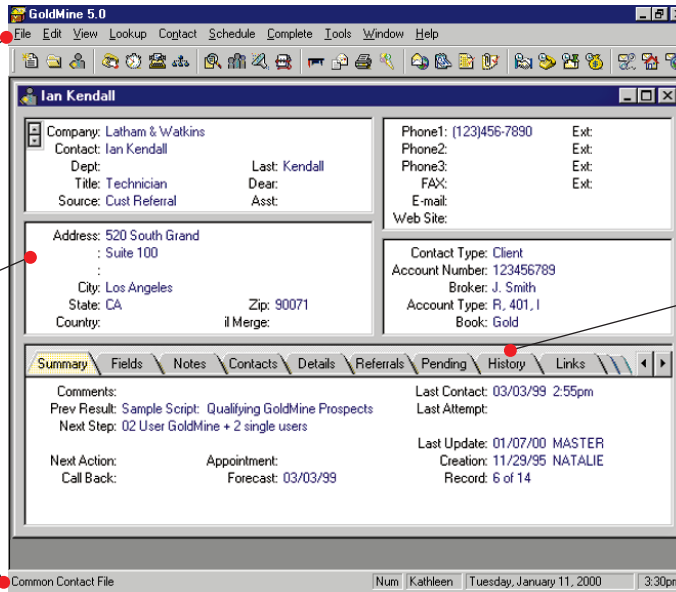 GoldMine 5.0
File Edit View Lookup Contact Schedule Complete Tools Window Help
Ian Kendall
Company: Latham & Watkins
Contact: Ian Kendall
Dept: Last: Kendall
Title: Technician Dear:
Source: Cust Referral Asst:
Phone1: (123)456-7890 Ext:
Phone2: Ext:
Phone3: Ext:
FAX: Ext:
E-mail:
Web Site:
Address: 520 South Grand
: Suite 100
:
City: Los Angeles
State: CA Zip: 90071
Country: il Merge:
Contact Type: Client
Account Number: 123456789
Broker: J. Smith
Account Type: R, 401, I
Book: Gold
Summary Fields Notes Contacts Details Referrals Pending History Links
Comments:
Prev Result: Sample Script: Qualifying GoldMine Prospects
Next Step: 02 User GoldMine + 2 single users
Next Action: Appointment:
Call Back: Forecast: 03/03/99
Last Contact: 03/03/99 2:55pm
Last Attempt:
Last Update: 01/07/00 MASTER
Creation: 11/29/95 NATALIE
Record: 6 of 14
Common Contact File Num Kathleen Tuesday, January 11, 2000 3:30pm